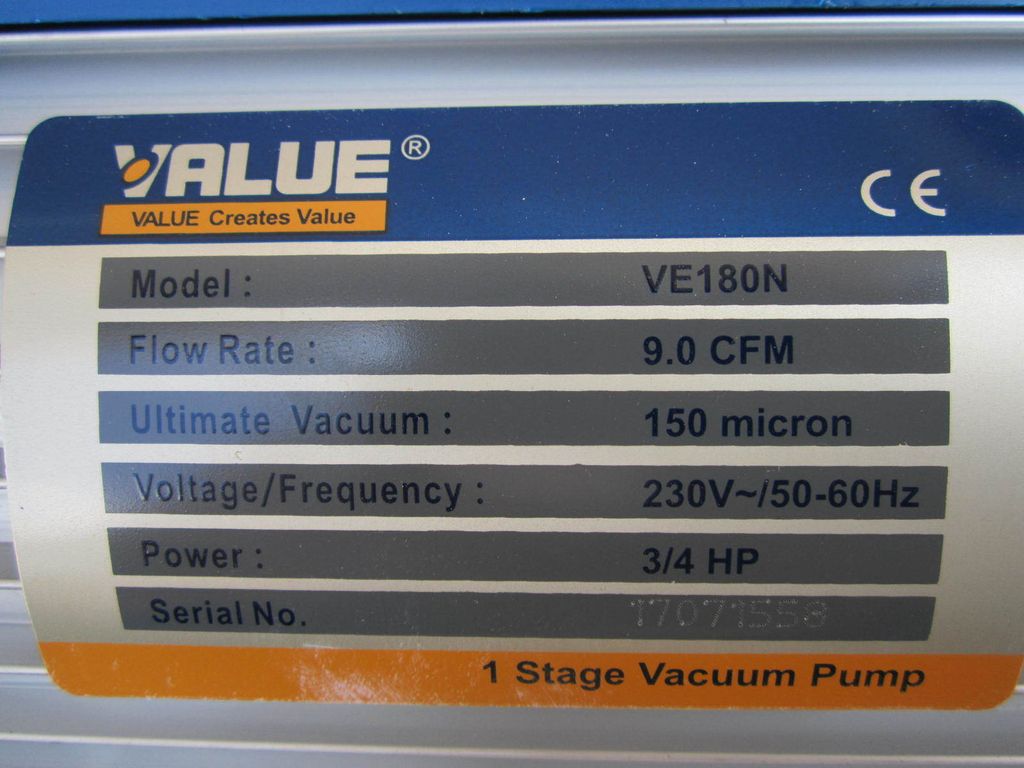 VALUE®
VALUE Creates Value
CE
Model : VE180N
Flow Rate : 9.0 CFM
Ultimate Vacuum : 150 micron
Voltage/Frequency : 230V~/50-60Hz
Power : 3/4 HP
Serial No. 17071558
1 Stage Vacuum Pump